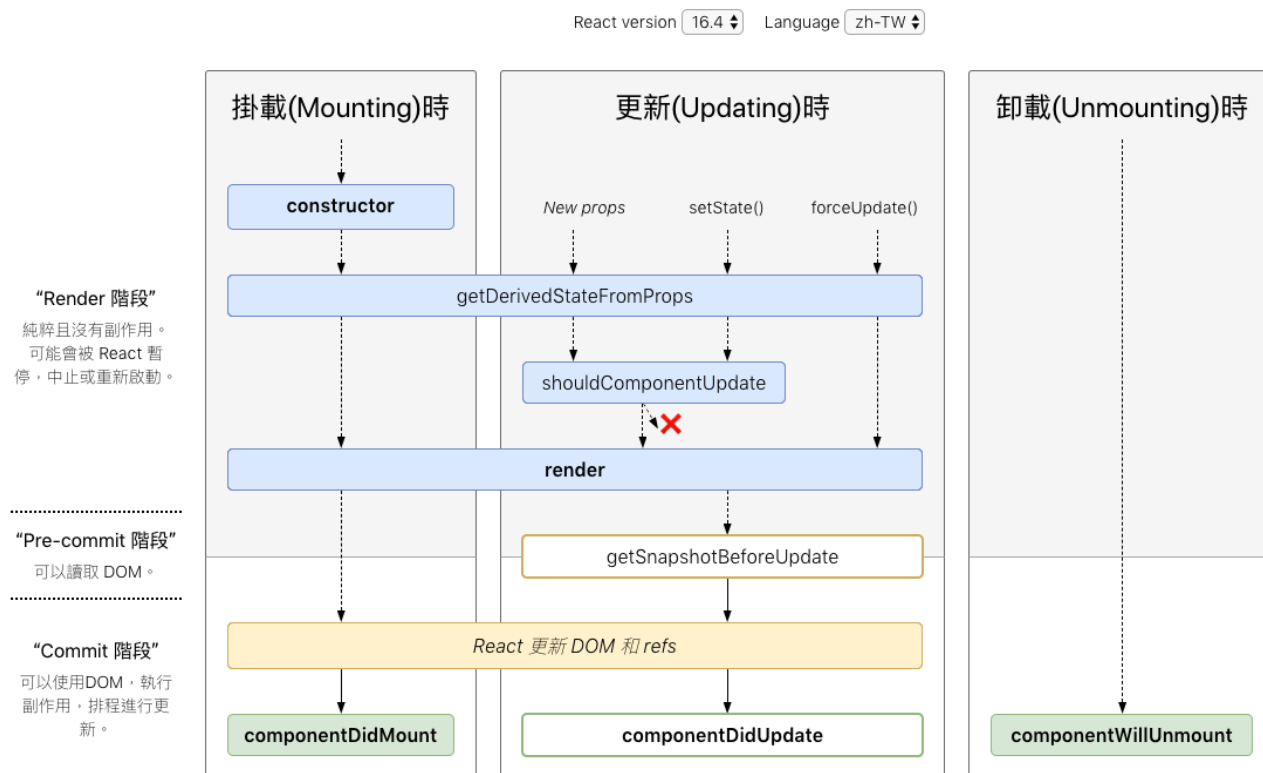 React version 16.4 Language zh-TW
掛載(Mounting)時
更新(Updating)時
卸載(Unmounting)時
constructor
New props
setState()
forceUpdate()
“Render 階段”
純粹且沒有副作用。
可能會被 React 暫
停，中止或重新啟動。
getDerivedStateFromProps
shouldComponentUpdate
render
“Pre-commit 階段”
可以讀取 DOM。
getSnapshotBeforeUpdate
“Commit 階段”
可以使用DOM，執行
副作用，排程進行更
新。
React 更新 DOM 和 refs
componentDidMount
componentDidUpdate
componentWillUnmount